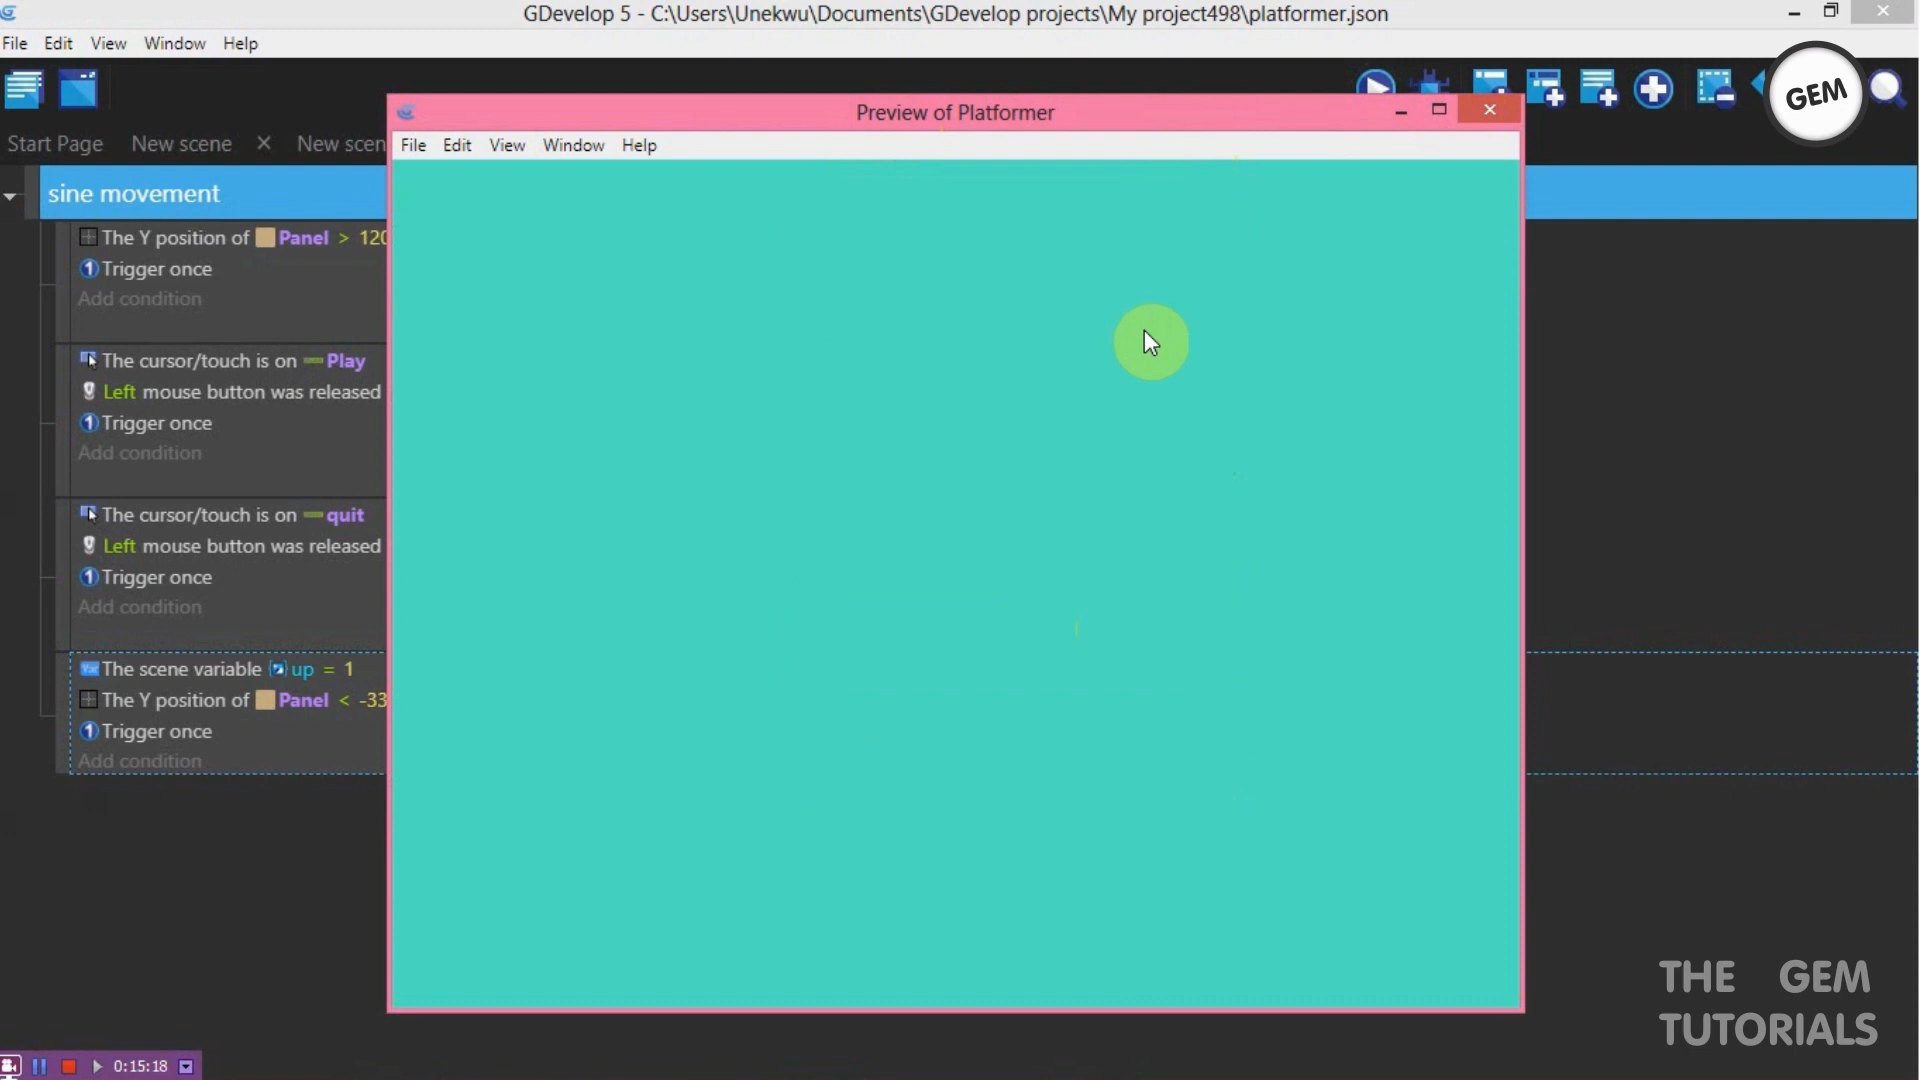 GDevelop 5 - C:\Users\Unekwu\Documents\GDevelop projects\My project498\platformer.json
File Edit View Window Help
GEM
Preview of Platformer
Start Page New scene New scen
File Edit View Window Help
sine movement
The Y position of Panel > 120
Trigger once
Add condition
The cursor/touch is on Play
Left mouse button was released
Trigger once
Add condition
The cursor/touch is on quit
Left mouse button was released
Trigger once
Add condition
The scene variable up = 1
The Y position of Panel < -33
Trigger once
Add condition
THE GEM
TUTORIALS
0:15:18